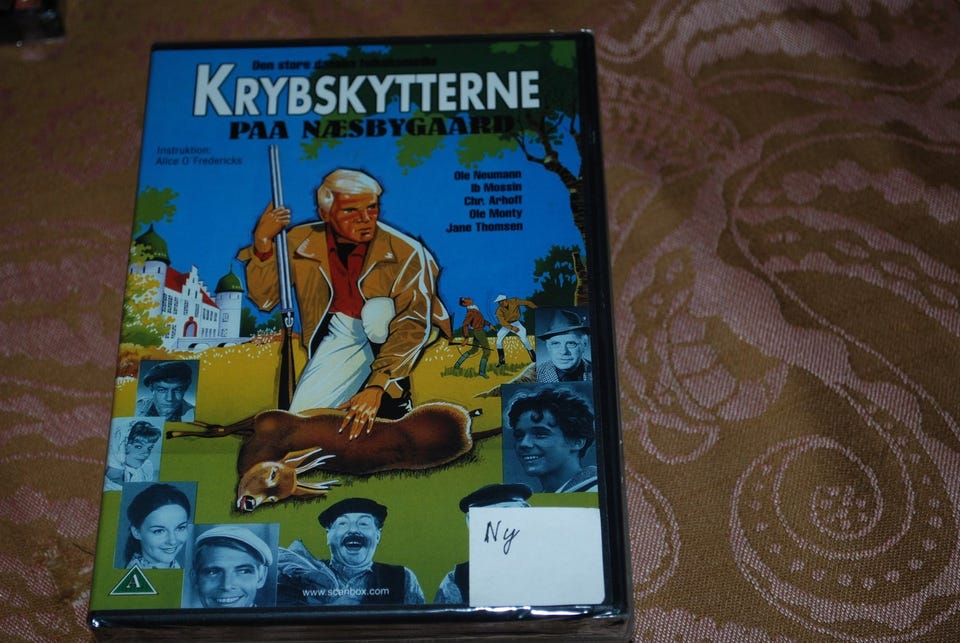 Den store danske folkekomedie
KRYBSKYTTERNE
PAA NÆSBYGAARD
Instruktion:
Alice O'Fredericks
Ole Neumann
Ib Mossin
Chr. Arhoff
Ole Monty
Jane Thomsen
Ny
A
www.scanbox.com